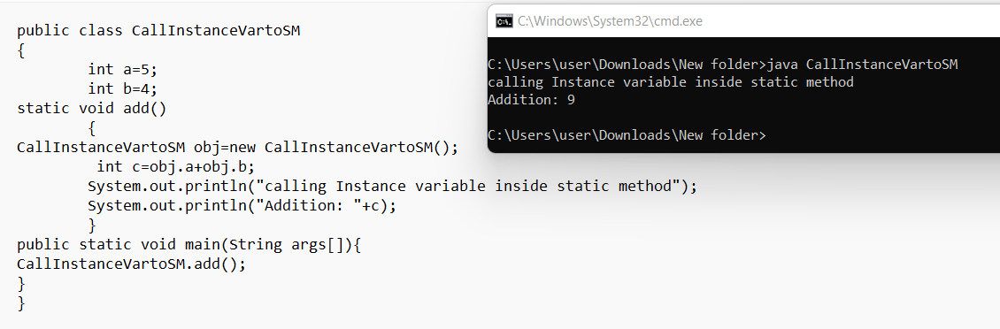 public class CallInstanceVartoSM
{
int a=5;
int b=4;
static void add()
{
CallInstanceVartoSM obj=new CallInstanceVartoSM();
int c=obj.a+obj.b;
System.out.println("calling Instance variable inside static method");
System.out.println("Addition: "+c);
}
public static void main(String args[]){
CallInstanceVartoSM.add();
}
}
C:\Windows\System32\cmd.exe
C:\Users\user\Downloads\New folder>java CallInstanceVartoSM
calling Instance variable inside static method
Addition: 9
C:\Users\user\Downloads\New folder>